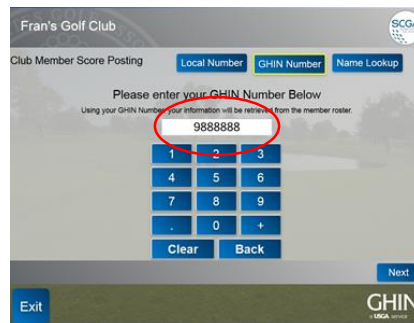 Fran's Golf Club
SCGA
Club Member Score Posting
Local Number GHIN Number Name Lookup
Please enter your GHIN Number Below
Using your GHIN Number your information will be retrieved from the member roster.
9888888
1 2 3
4 5 6
7 8 9
. 0 +
Clear Back
Next
Exit
GHIN
a USGA service